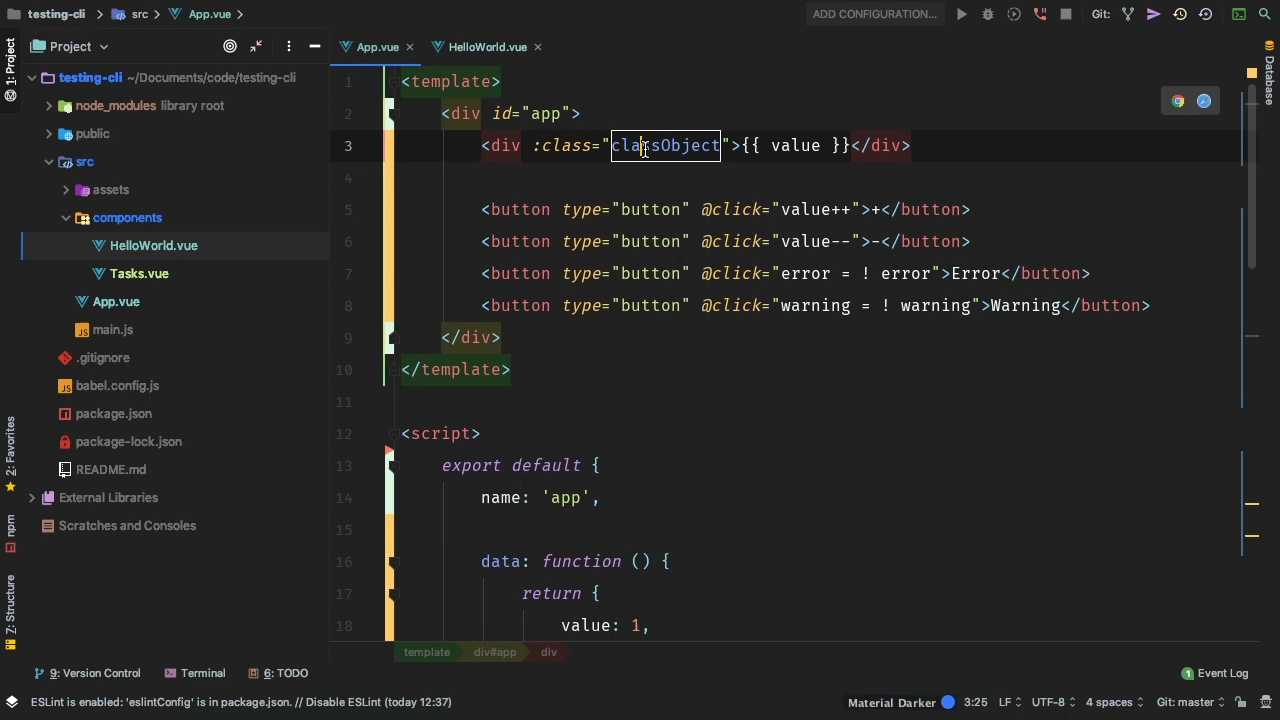 testing-cli
src
App.vue
ADD CONFIGURATION...
Git:
1: Project
Project
App.vue
HelloWorld.vue
Database
testing-cli ~/Documents/code/testing-cli
node_modules library root
public
src
assets
components
HelloWorld.vue
Tasks.vue
App.vue
main.js
.gitignore
babel.config.js
package.json
package-lock.json
README.md
External Libraries
Scratches and Consoles
2: Favorites
npm
7: Structure
1 <template>
2 <div id="app">
3 <div :class="classObject">{{ value }}</div>
4
5 <button type="button" @click="value++">+</button>
6 <button type="button" @click="value--">-</button>
7 <button type="button" @click="error = ! error">Error</button>
8 <button type="button" @click="warning = ! warning">Warning</button>
9 </div>
10 </template>
11
12 <script>
13 export default {
14 name: 'app',
15
16 data: function () {
17 return {
18 value: 1,
template
div#app
div
9: Version Control
Terminal
6: TODO
1 Event Log
ESLint is enabled: 'eslintConfig' is in package.json. // Disable ESLint (today 12:37)
Material Darker
3:25
LF
UTF-8
4 spaces
Git: master